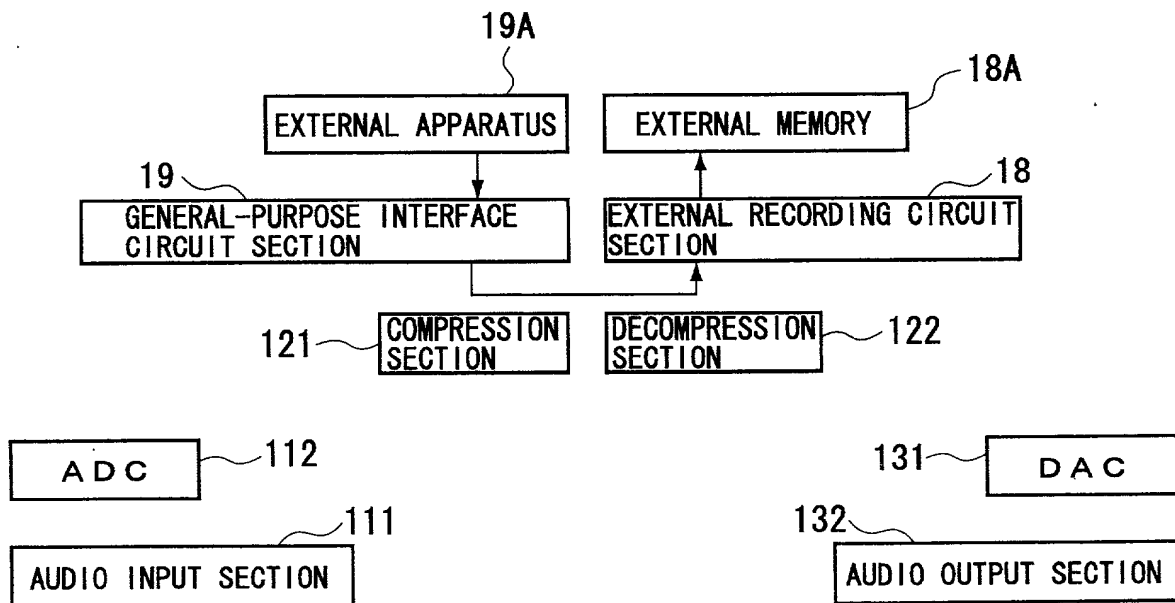 19A
18A
EXTERNAL APPARATUS
EXTERNAL MEMORY
19
18
GENERAL-PURPOSE INTERFACE
CIRCUIT SECTION
EXTERNAL RECORDING CIRCUIT
SECTION
121
COMPRESSION
SECTION
DECOMPRESSION
SECTION
122
ADC
112
131
DAC
111
132
AUDIO INPUT SECTION
AUDIO OUTPUT SECTION